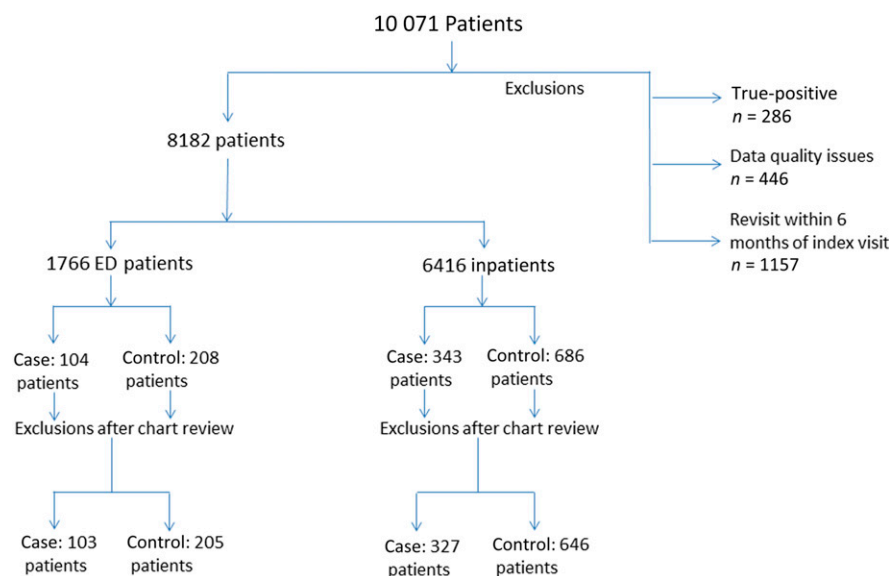 10 071 Patients
Exclusions
True-positive
n = 286
8182 patients
Data quality issues
n = 446
Revisit within 6
months of index visit
n = 1157
1766 ED patients
6416 inpatients
Case: 104
patients
Control: 208
patients
Case: 343
patients
Control: 686
patients
Exclusions after chart review
Exclusions after chart review
Case: 103
patients
Control: 205
patients
Case: 327
patients
Control: 646
patients